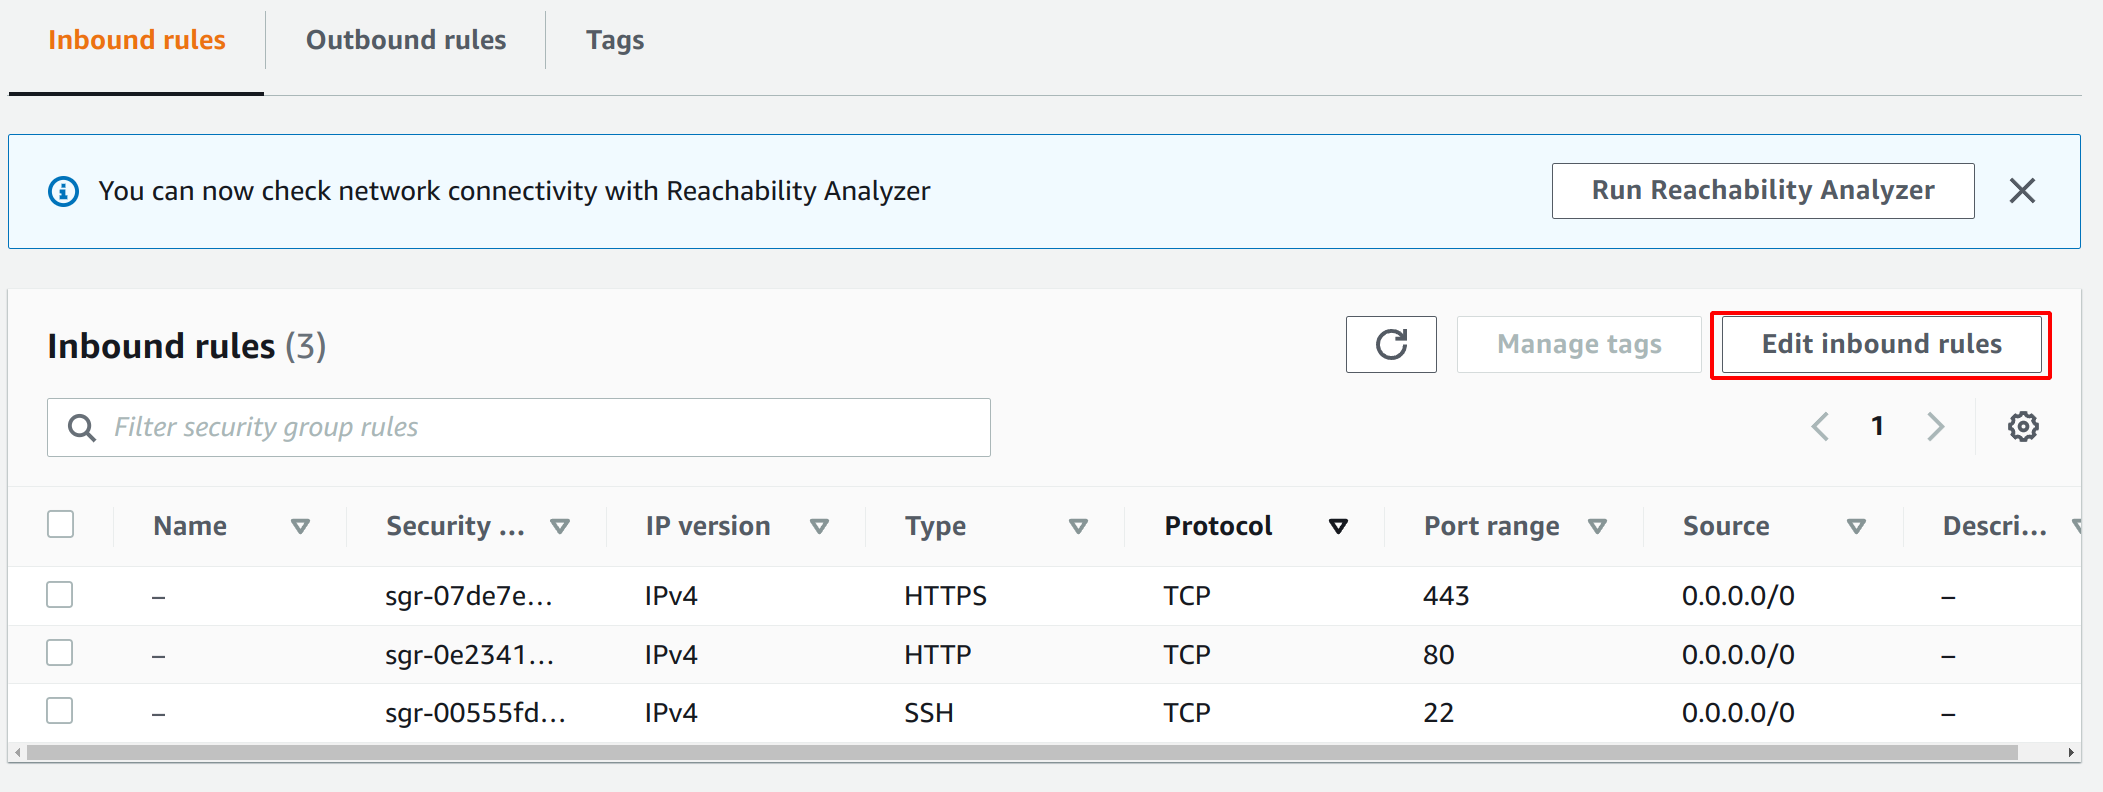 Inbound rules Outbound rules Tags
You can now check network connectivity with Reachability Analyzer Run Reachability Analyzer
Inbound rules (3) Manage tags Edit inbound rules
Filter security group rules 1
Name Security ... IP version Type Protocol Port range Source Descri...
– sgr-07de7e... IPv4 HTTPS TCP 443 0.0.0.0/0 –
– sgr-0e2341... IPv4 HTTP TCP 80 0.0.0.0/0 –
– sgr-00555fd... IPv4 SSH TCP 22 0.0.0.0/0 –